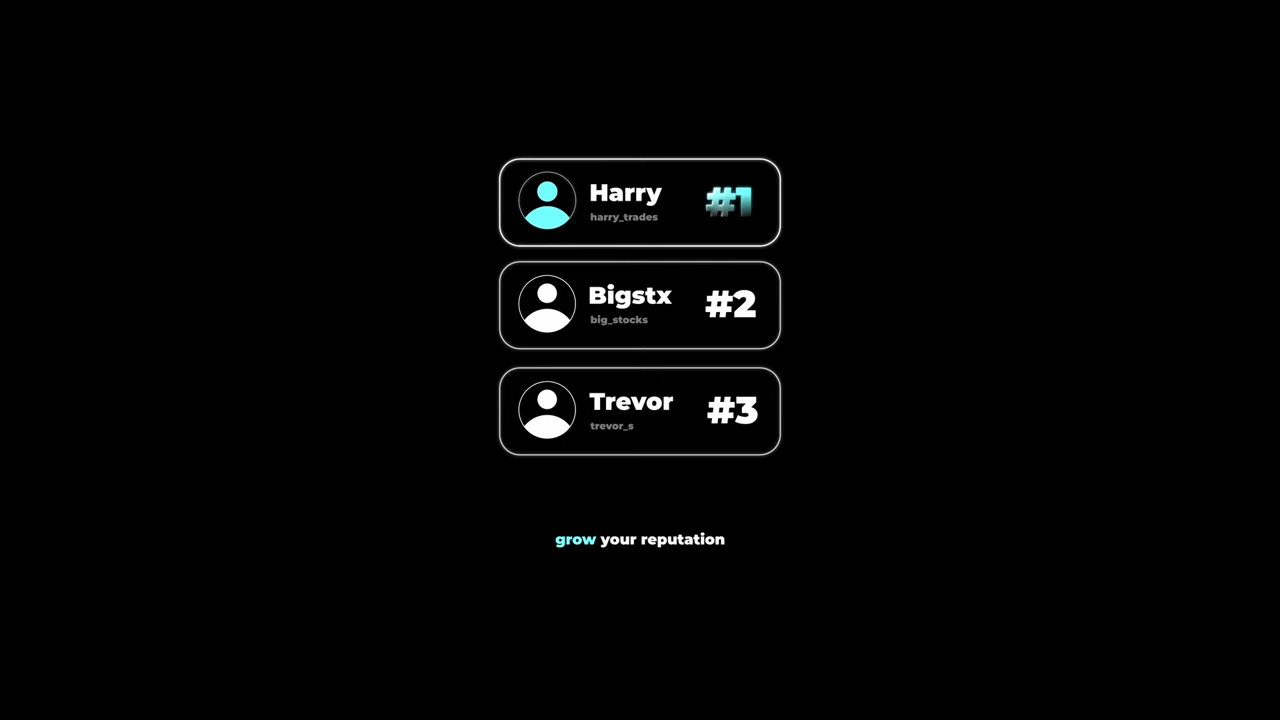 Harry
harry_trades
#1
Bigstx
big_stocks
#2
Trevor
trevor_s
#3
grow your reputation